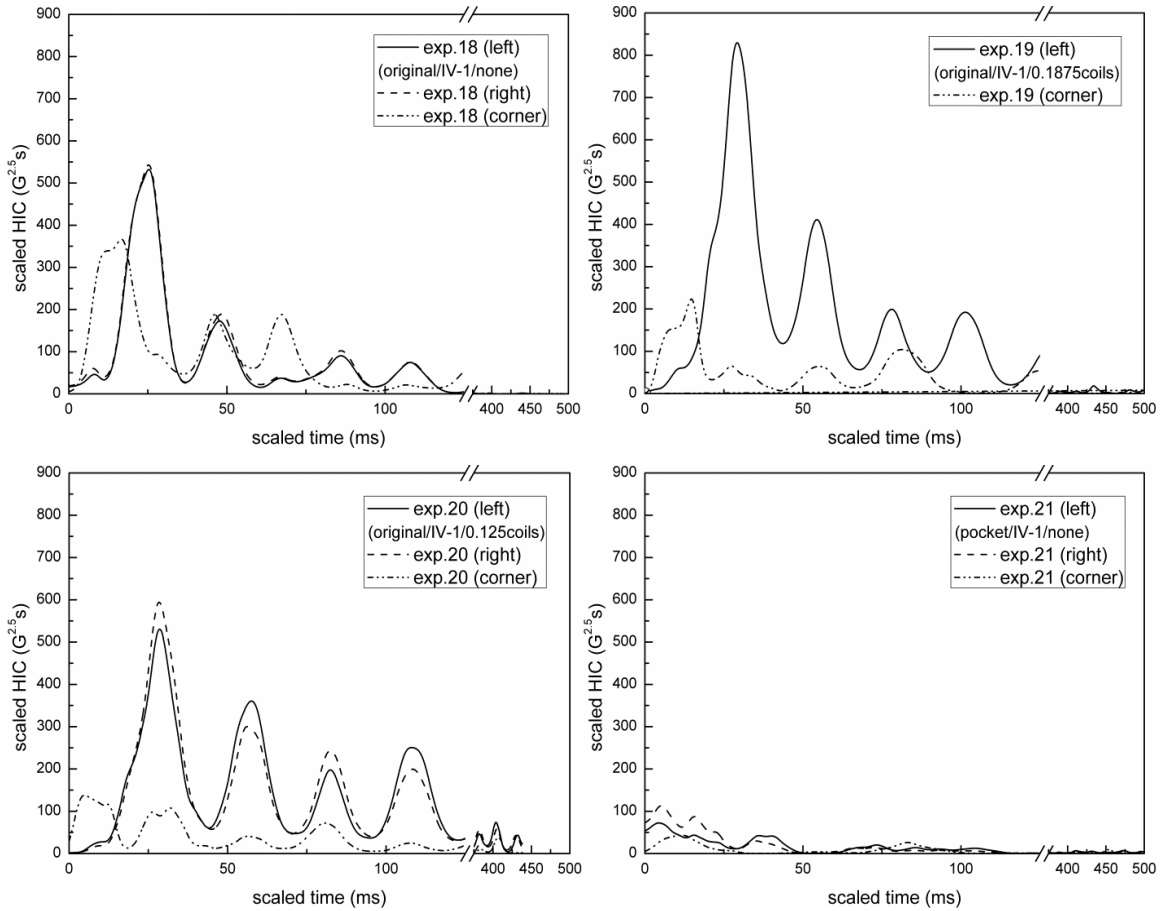 900
800
700
600
500
400
300
200
100
0
scaled HIC (G2.5s)
exp.18 (left)
(original/IV-1/none)
exp.18 (right)
exp.18 (corner)
0 50 100 400 450 500
scaled time (ms)
900
800
700
600
500
400
300
200
100
0
scaled HIC (G2.5s)
exp.19 (left)
(original/IV-1/0.1875coils)
exp.19 (corner)
0 50 100 400 450 500
scaled time (ms)
900
800
700
600
500
400
300
200
100
0
scaled HIC (G2.5s)
exp.20 (left)
(original/IV-1/0.125coils)
exp.20 (right)
exp.20 (corner)
0 50 100 400 450 500
scaled time (ms)
900
800
700
600
500
400
300
200
100
0
scaled HIC (G2.5s)
exp.21 (left)
(pocket/IV-1/none)
exp.21 (right)
exp.21 (corner)
0 50 100 400 450 500
scaled time (ms)